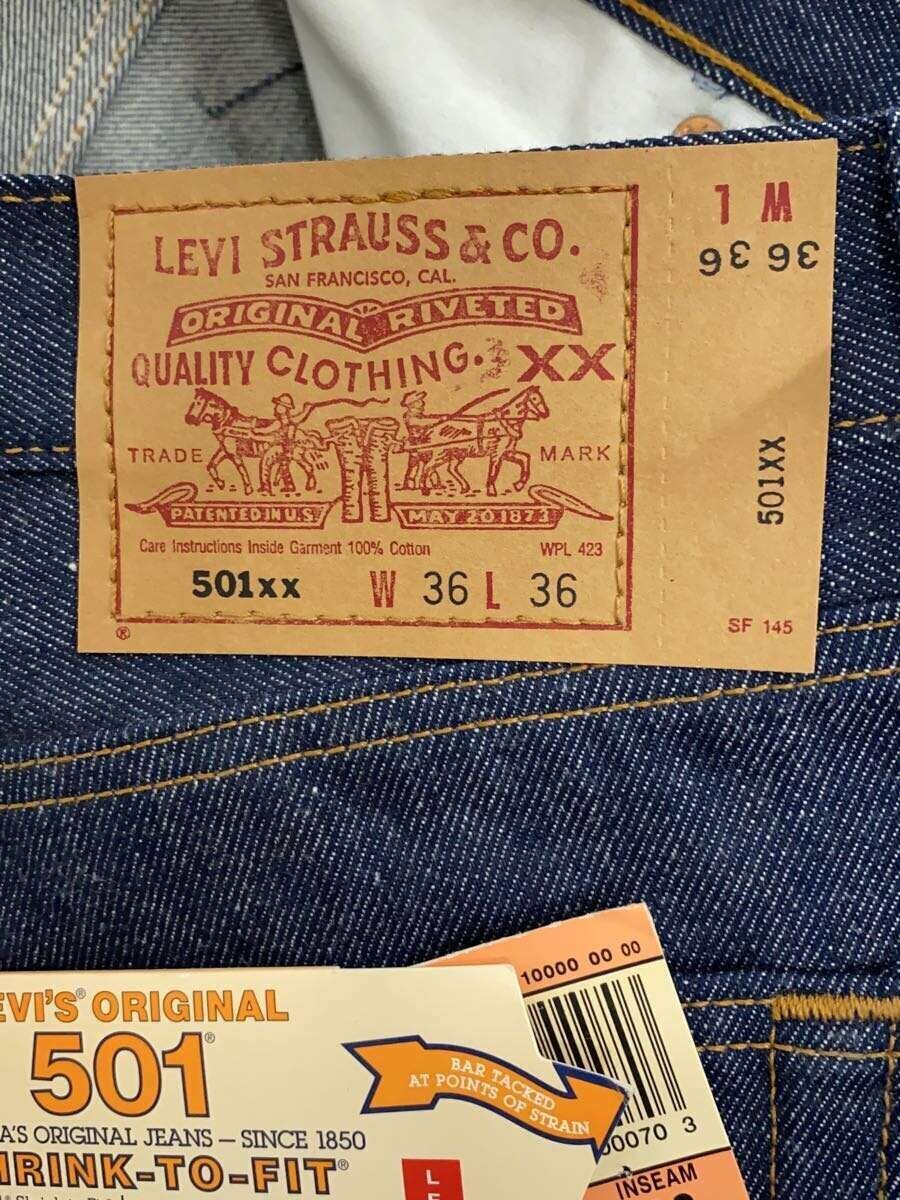 LEVI STRAUSS & CO.
SAN FRANCISCO, CAL.
ORIGINAL RIVETED
QUALITY CLOTHING. XX
TRADE MARK
PATENTED IN U.S. MAY 20 1873
Care Instructions Inside Garment 100% Cotton WPL 423
501xx W 36 L 36
®
W L
36 36
501XX
SF 145
EVI'S® ORIGINAL
501®
A'S ORIGINAL JEANS – SINCE 1850
HRINK-TO-FIT®
BAR TACKED
AT POINTS OF STRAIN
10000 00 00
00070 3
INSEAM
L
E